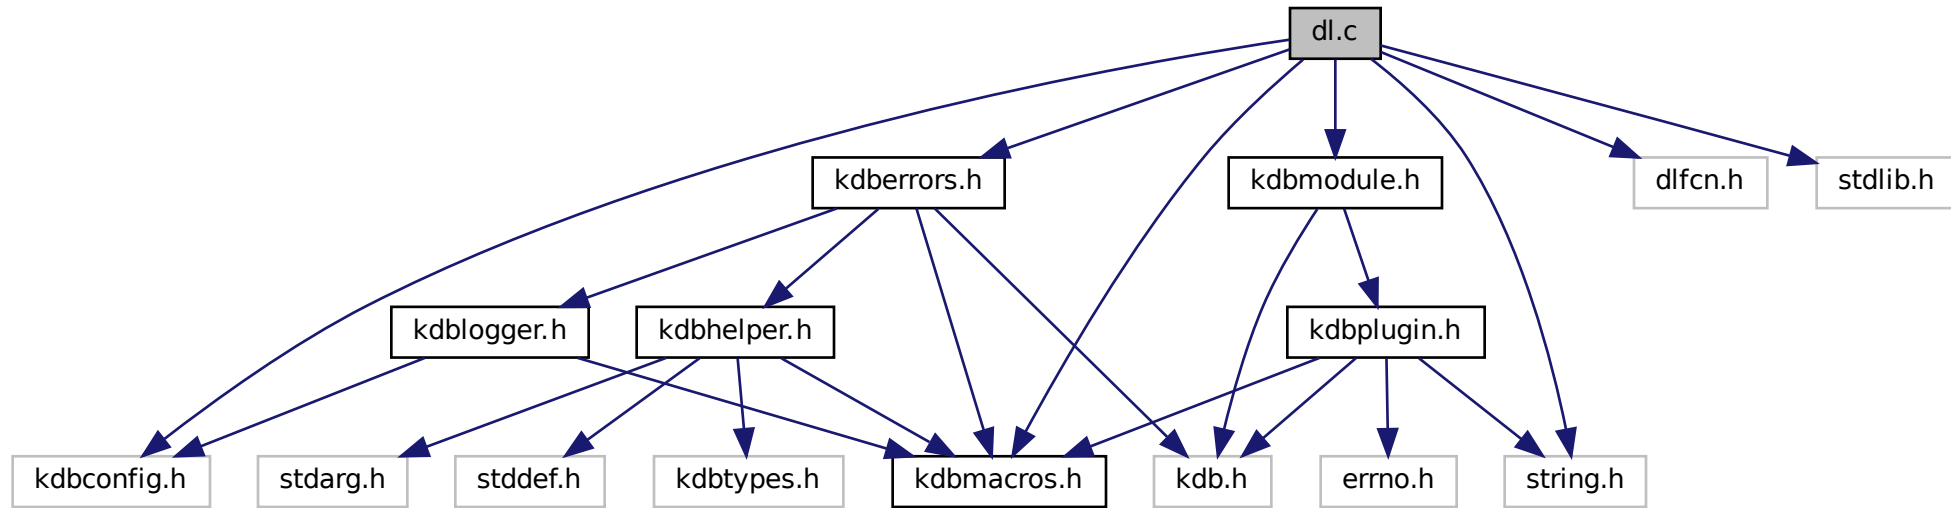 dl.c
kdberrors.h
kdbmodule.h
dlfcn.h
stdlib.h
kdblogger.h
kdbhelper.h
kdbplugin.h
kdbconfig.h
stdarg.h
stddef.h
kdbtypes.h
kdbmacros.h
kdb.h
errno.h
string.h